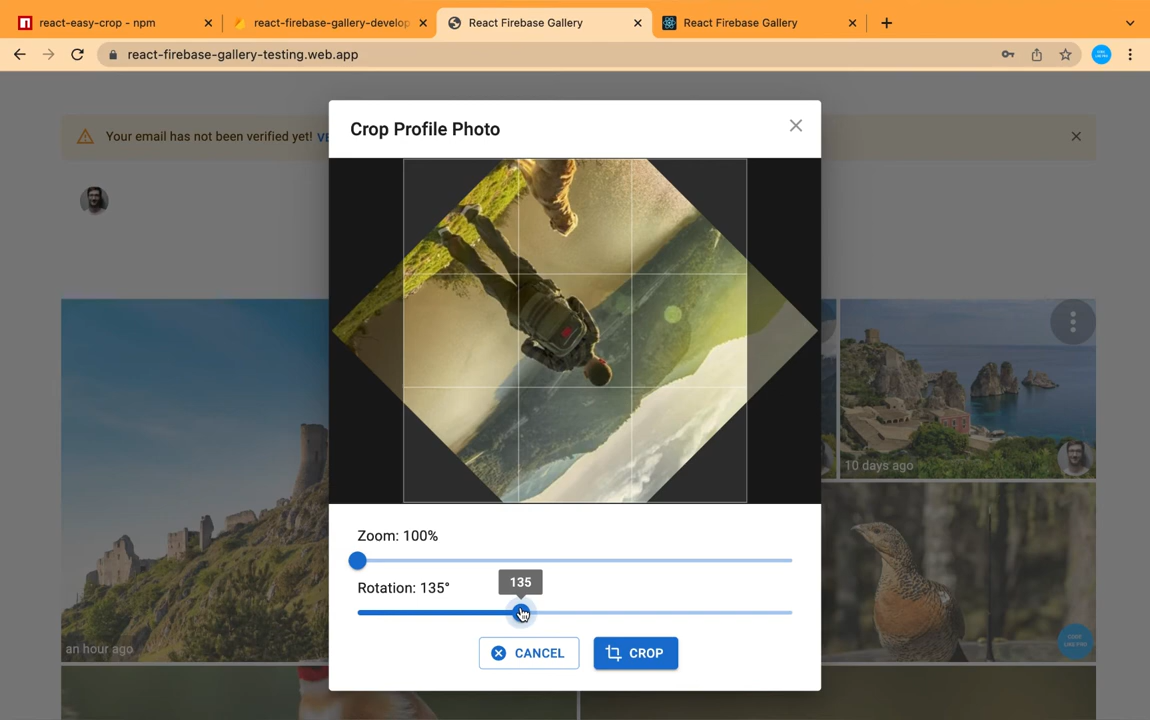 react-easy-crop - npm
react-firebase-gallery-develop
React Firebase Gallery
React Firebase Gallery
react-firebase-gallery-testing.web.app
Your email has not been verified yet! VE
Crop Profile Photo
10 days ago
an hour ago
Zoom: 100%
Rotation: 135°
135
CANCEL
CROP